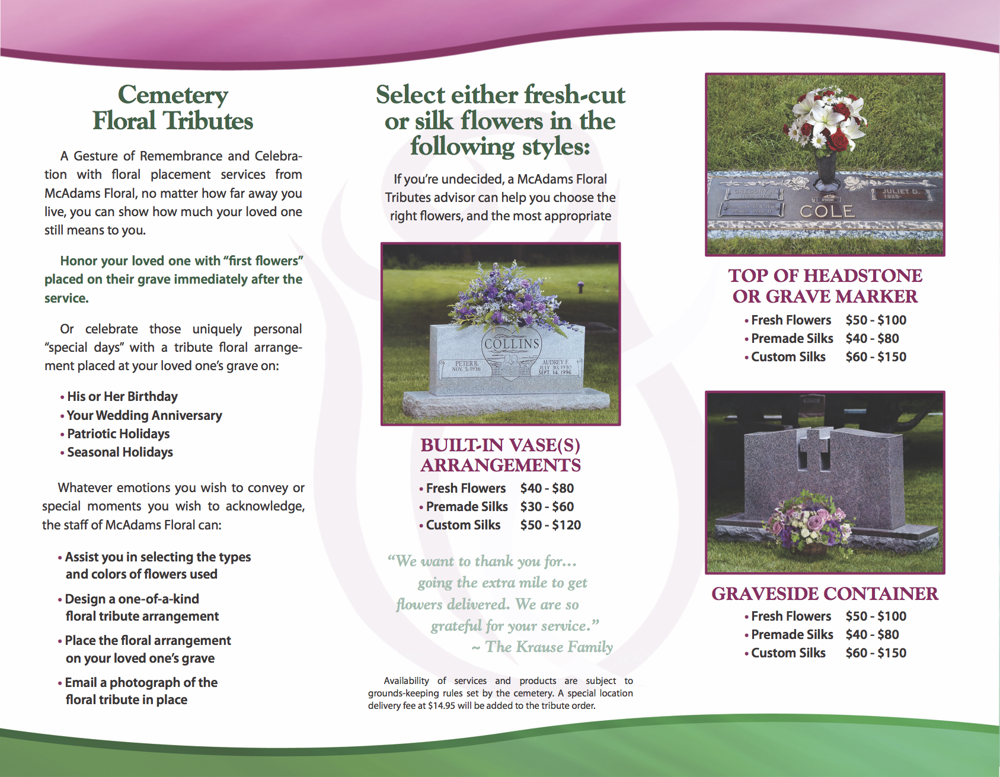 Cemetery
Floral Tributes
A Gesture of Remembrance and Celebra-
tion with floral placement services from
McAdams Floral, no matter how far away you
live, you can show how much your loved one
still means to you.
Honor your loved one with “first flowers”
placed on their grave immediately after the
service.
Or celebrate those uniquely personal
“special days” with a tribute floral arrange-
ment placed at your loved one’s grave on:
• His or Her Birthday
• Your Wedding Anniversary
• Patriotic Holidays
• Seasonal Holidays
Whatever emotions you wish to convey or
special moments you wish to acknowledge,
the staff of McAdams Floral can:
• Assist you in selecting the types
and colors of flowers used
• Design a one-of-a-kind
floral tribute arrangement
• Place the floral arrangement
on your loved one’s grave
• Email a photograph of the
floral tribute in place
Select either fresh-cut
or silk flowers in the
following styles:
If you’re undecided, a McAdams Floral
Tributes advisor can help you choose the
right flowers, and the most appropriate
COLLINS
PETER R.
NOV. 5, 1936
AUDREY F.
JULY 30, 1930
SEPT. 14, 1996
BUILT-IN VASE(S)
ARRANGEMENTS
• Fresh Flowers $40 - $80
• Premade Silks $30 - $60
• Custom Silks $50 - $120
“We want to thank you for...
going the extra mile to get
flowers delivered. We are so
grateful for your service.”
~ The Krause Family
Availability of services and products are subject to
grounds-keeping rules set by the cemetery. A special location
delivery fee at $14.95 will be added to the tribute order.
GREGORY R.
JULIET D.
1925-
WORLD WAR II
COLE
TOP OF HEADSTONE
OR GRAVE MARKER
• Fresh Flowers $50 - $100
• Premade Silks $40 - $80
• Custom Silks $60 - $150
GRAVESIDE CONTAINER
• Fresh Flowers $50 - $100
• Premade Silks $40 - $80
• Custom Silks $60 - $150